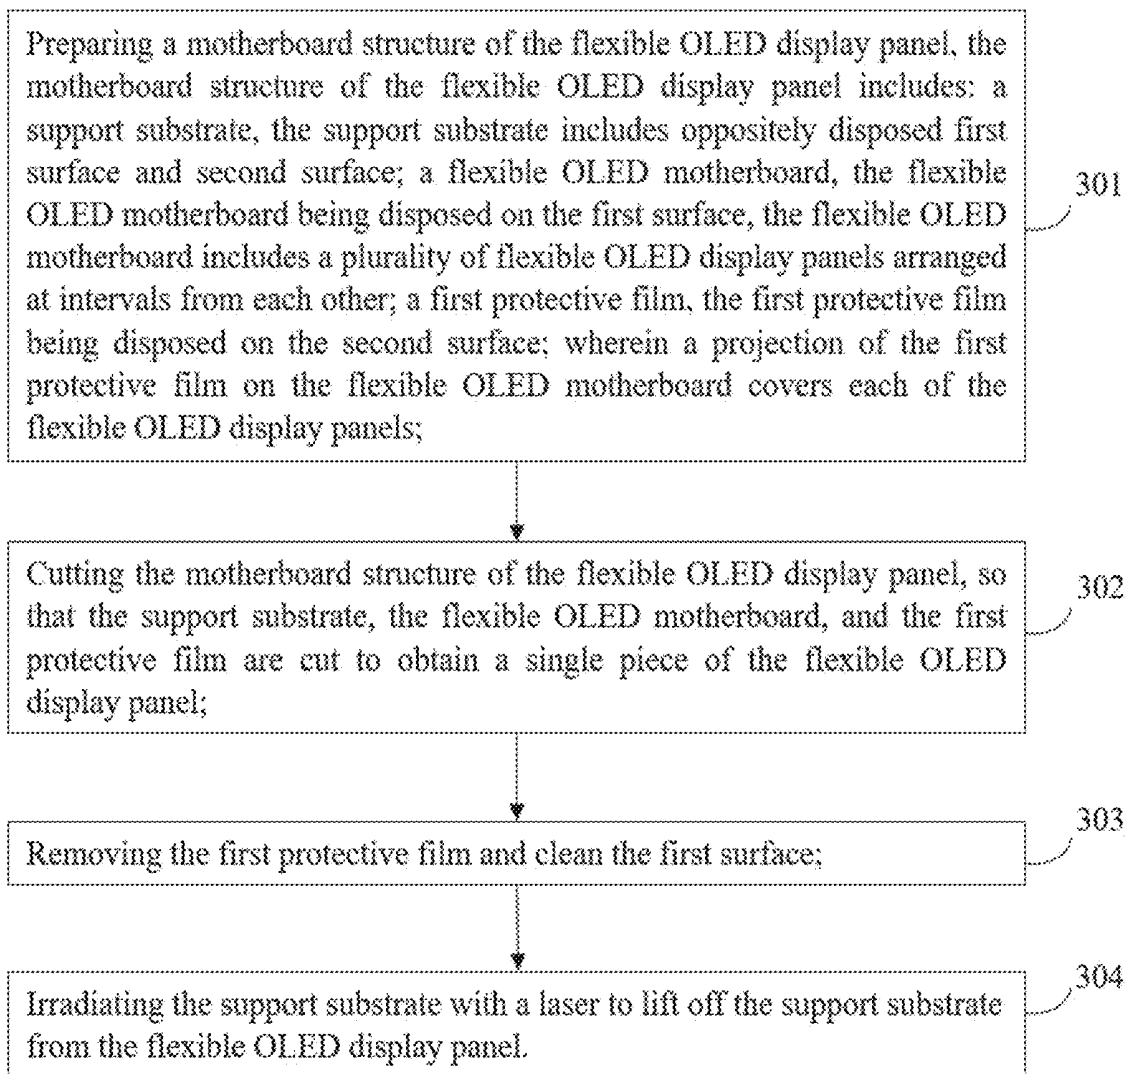 Preparing a motherboard structure of the flexible OLED display panel, the
motherboard structure of the flexible OLED display panel includes: a
support substrate, the support substrate includes oppositely disposed first
surface and second surface; a flexible OLED motherboard, the flexible
OLED motherboard being disposed on the first surface, the flexible OLED
motherboard includes a plurality of flexible OLED display panels arranged
at intervals from each other; a first protective film, the first protective film
being disposed on the second surface; wherein a projection of the first
protective film on the flexible OLED motherboard covers each of the
flexible OLED display panels;
301
Cutting the motherboard structure of the flexible OLED display panel, so
that the support substrate, the flexible OLED motherboard, and the first
protective film are cut to obtain a single piece of the flexible OLED
display panel;
302
Removing the first protective film and clean the first surface;
303
Irradiating the support substrate with a laser to lift off the support substrate
from the flexible OLED display panel.
304